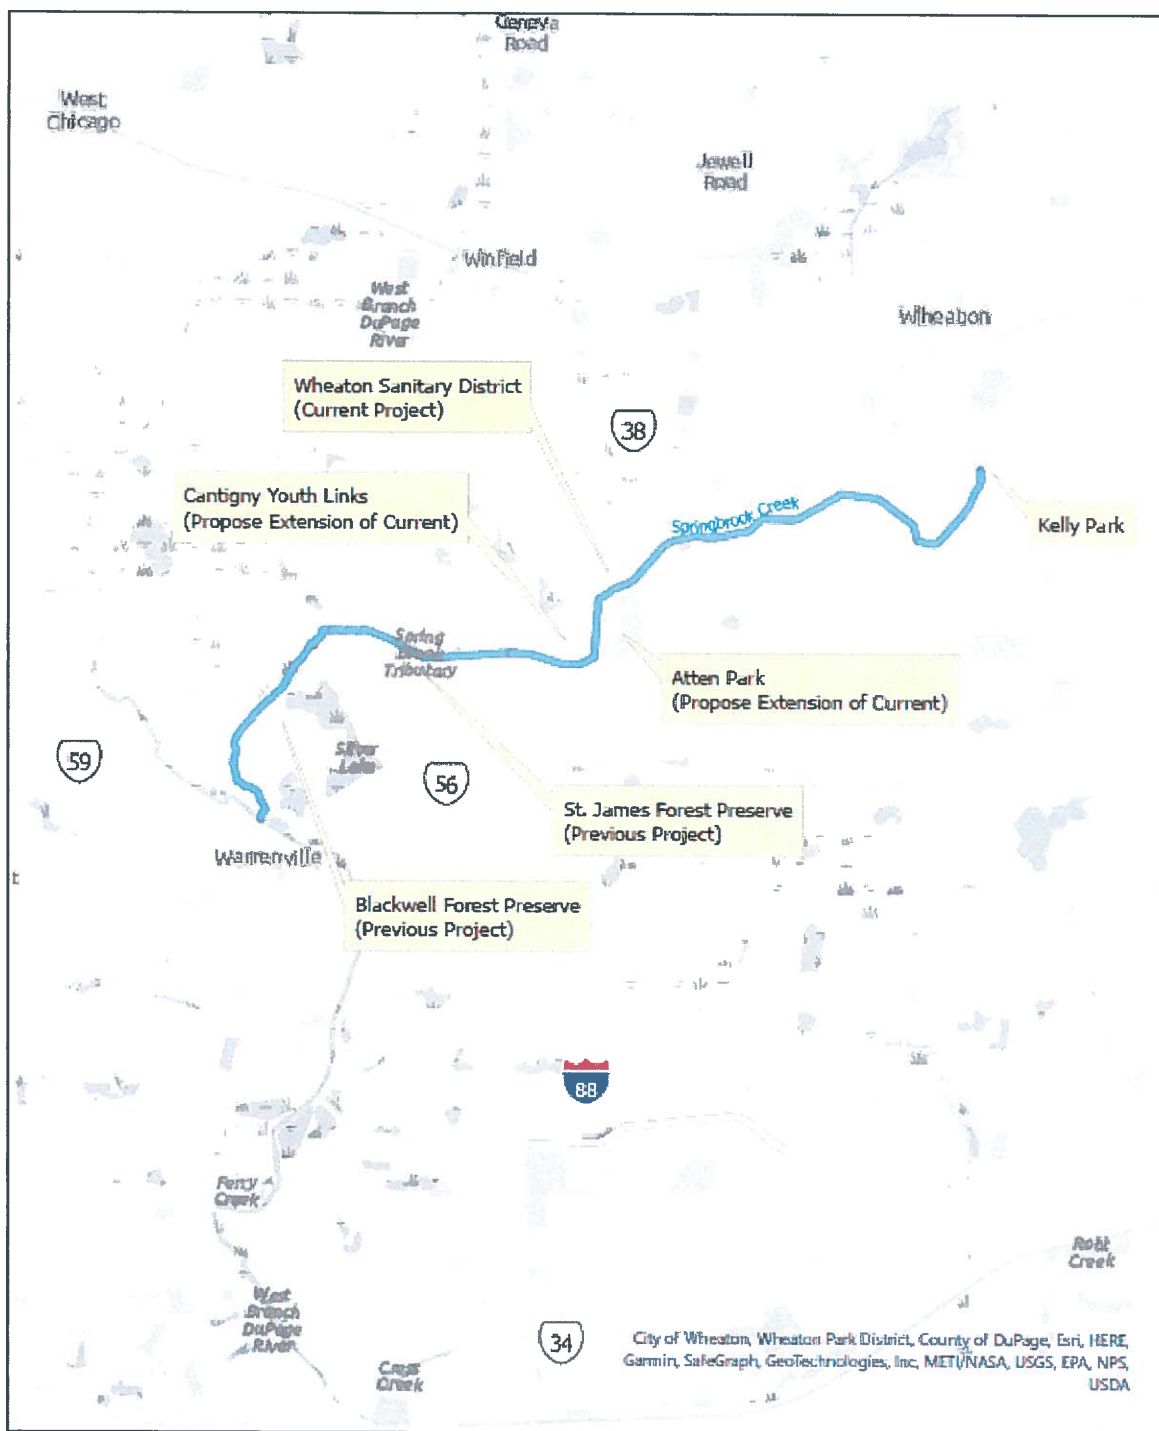 Geneva
Road
West
Chicago
Jewell
Road
Winfield
West
Branch
DuPage
River
Wheaton
Wheaton Sanitary District
(Current Project)
38
Cantigny Youth Links
(Propose Extension of Current)
Springbrook Creek
Kelly Park
Spring
Brook
Tributary
Atten Park
(Propose Extension of Current)
59
Silver
Lake
56
St. James Forest Preserve
(Previous Project)
Warrenville
t
Blackwell Forest Preserve
(Previous Project)
88
Ferry
Creek
Rott
Creek
West
Branch
DuPage
River
34
Cress
Creek
City of Wheaton, Wheaton Park District, County of DuPage, Esri, HERE,
Garmin, SafeGraph, GeoTechnologies, Inc, METI/NASA, USGS, EPA, NPS,
USDA